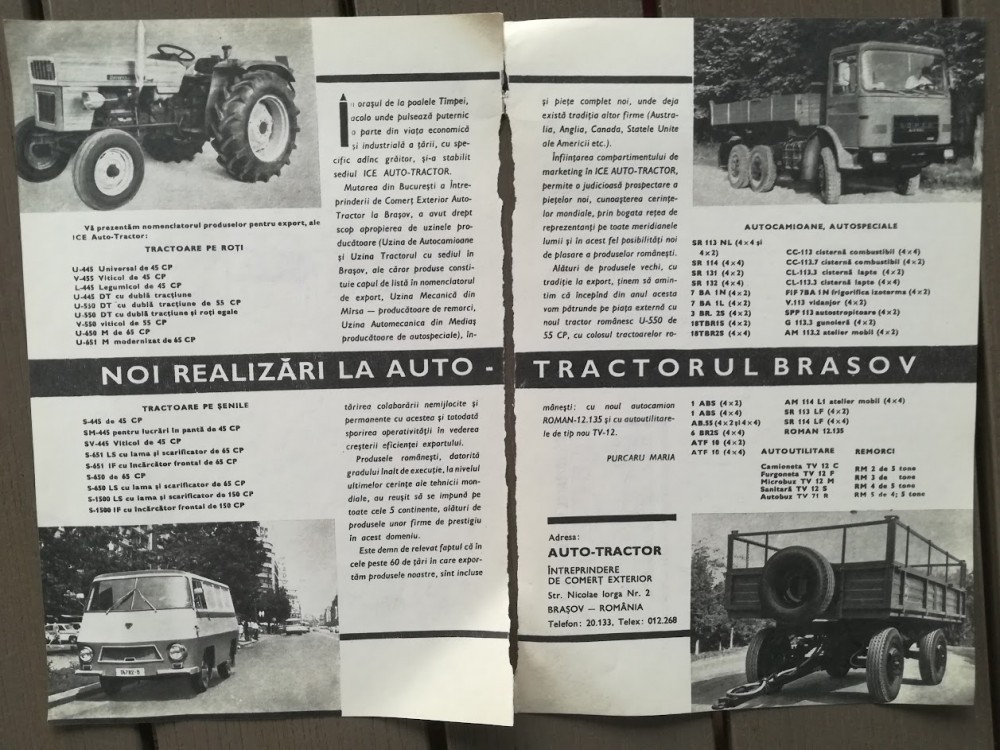 Vă prezentăm nomenclatorul produselor pentru export, ale
ICE Auto-Tractor:
TRACTOARE PE ROȚI
U-445 Universal de 45 CP
V-455 Viticol de 45 CP
L-445 Legumicol de 45 CP
U-445 DT cu dublă tracțiune
U-550 DT cu dublă tracțiune de 55 CP
U-550 DT cu dublă tracțiune și roți egale
V-550 viticol de 55 CP
U-650 M de 65 CP
U-651 M modernizat de 65 CP
În orașul de la poalele Tîmpei,
acolo unde pulsează puternic
o parte din viața economică
și industrială a țării, cu spe-
cific adînc grăitor, și-a stabilit
sediul ICE AUTO-TRACTOR.
Mutarea din București a Între-
prinderii de Comerț Exterior Auto-
Tractor la Brașov, a avut drept
scop apropierea de uzinele pro-
ducătoare (Uzina de Autocamioane
și Uzina Tractorul cu sediul în
Brașov, ale căror produse consti-
tuie capul de listă în nomenclatorul
de export, Uzina Mecanică din
Mîrsa — producătoare de remorci,
Uzina Automecanica din Mediaș
producătoare de autospeciale), în-
și piețe complet noi, unde deja
există tradiția altor firme (Austra-
lia, Anglia, Canada, Statele Unite
ale Americii etc.).
Înființarea compartimentului de
marketing în ICE AUTO-TRACTOR,
permite o judicioasă prospectare a
piețelor noi, cunoașterea cerințe-
lor mondiale, prin bogata rețea de
reprezentanți pe toate meridianele
lumii și în acest fel posibilități noi
de plasare a produselor românești.
Alături de produsele vechi, cu
tradiție la export, ținem să amin-
tim că începînd din anul acesta
vom pătrunde pe piața externă cu
noul tractor românesc U-550 de
55 CP, cu colosul tractoarelor ro-
AUTOCAMIOANE, AUTOSPECIALE
SR 113 NL (4×4 și
4×2)
SR 114 (4×4)
SR 131 (4×2)
SR 132 (4×4)
7 BA 1N (4×2)
7 BA 1L (4×2)
3 BR. 2S (4×2)
18TBR1S (4×2)
18TBR2S (4×4)
CC-113 cisternă combustibil (4×4)
CC-113.7 cisternă combustibil (4×2)
CL-113.3 cisternă lapte (4×2)
CL-113.3 cisternă lapte (4×4)
FIF 7BA 1N frigorifica izoterma (4×2)
V.113 vidanjor (4×2)
SPP 113 autostropitoare (4×2)
G 113.3 gunoieră (4×2)
AM 113.2 atelier mobil (4×2)
NOI REALIZĂRI LA AUTO - TRACTORUL BRAȘOV
TRACTOARE PE ȘENILE
S-445 de 45 CP
SM-445 pentru lucrări în pantă de 45 CP
SV-445 Viticol de 45 CP
S-651 LS cu lama și scarificator de 65 CP
S-651 IF cu încărcător frontal de 65 CP
S-650 de 65 CP
S-650 LS cu lama și scarificator de 65 CP
S-1500 LS cu lama și scarificator de 150 CP
S-1500 IF cu încărcător frontal de 150 CP
tărirea colaborării nemijlocite și
permanente cu acestea și totodată
sporirea operativității în vederea
creșterii eficienței exportului.
Produsele românești, datorită
gradului înalt de execuție, la nivelul
ultimelor cerințe ale tehnicii mon-
diale, au reușit să se impună pe
toate cele 5 continente, alături de
produsele unor firme de prestigiu
în acest domeniu.
Este demn de relevat faptul că în
cele peste 60 de țări în care expor-
tăm produsele noastre, sînt incluse
mânești: cu noul autocamion
ROMAN-12.135 și cu autoutilitare-
le de tip nou TV-12.
PURCARU MARIA
Adresa:
AUTO-TRACTOR
ÎNTREPRINDERE
DE COMERȚ EXTERIOR
Str. Nicolae Iorga Nr. 2
BRAȘOV — ROMÂNIA
Telefon: 20.133, Telex: 012.268
1 ABS (4×2)
1 ABS (4×4)
AB.55 (4×2 și 4×4)
6 BR2S (4×4)
ATF 10 (4×2)
ATF 10 (4×4)
AM 114 L1 atelier mobil (4×4)
SR 113 LF (4×2)
SR 114 LF (4×4)
ROMAN 12.135
AUTOUTILITARE
Camioneta TV 12 C
Furgoneta TV 12 F
Microbuz TV 12 M
Sanitară TV 12 S
Autobuz TV 71 R
REMORCI
RM 2 de 5 tone
RM 3 de tone
RM 4 de 5 tone
RM 5 de 4; 5 tone